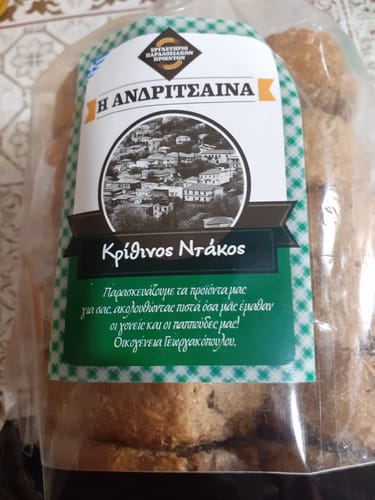 ΕΡΓΑΣΤΗΡΙΟ
ΠΑΡΑΔΟΣΙΑΚΩΝ
ΠΡΟΪΟΝΤΩΝ
Η ΑΝΔΡΙΤΣΑΙΝΑ
Κρίθινος Ντάκος
Παρασκευάζουμε τα προϊόντα μας
για σας, ακολουθώντας πιστά όσα μας έμαθαν
οι γονείς και οι παππούδες μας!
Οικογένεια Γεωργακόπουλου.